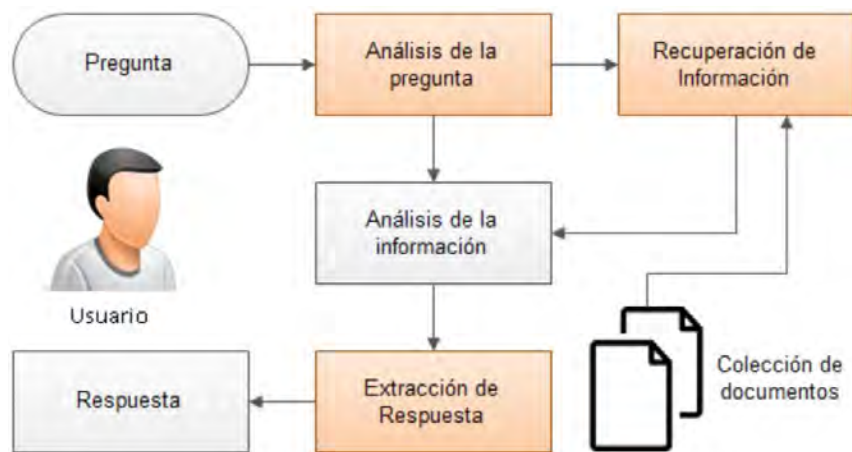 Pregunta
Análisis de la
pregunta
Recuperación de
Información
Análisis de la
información
Usuario
Respuesta
Extracción de
Respuesta
Colección de
documentos